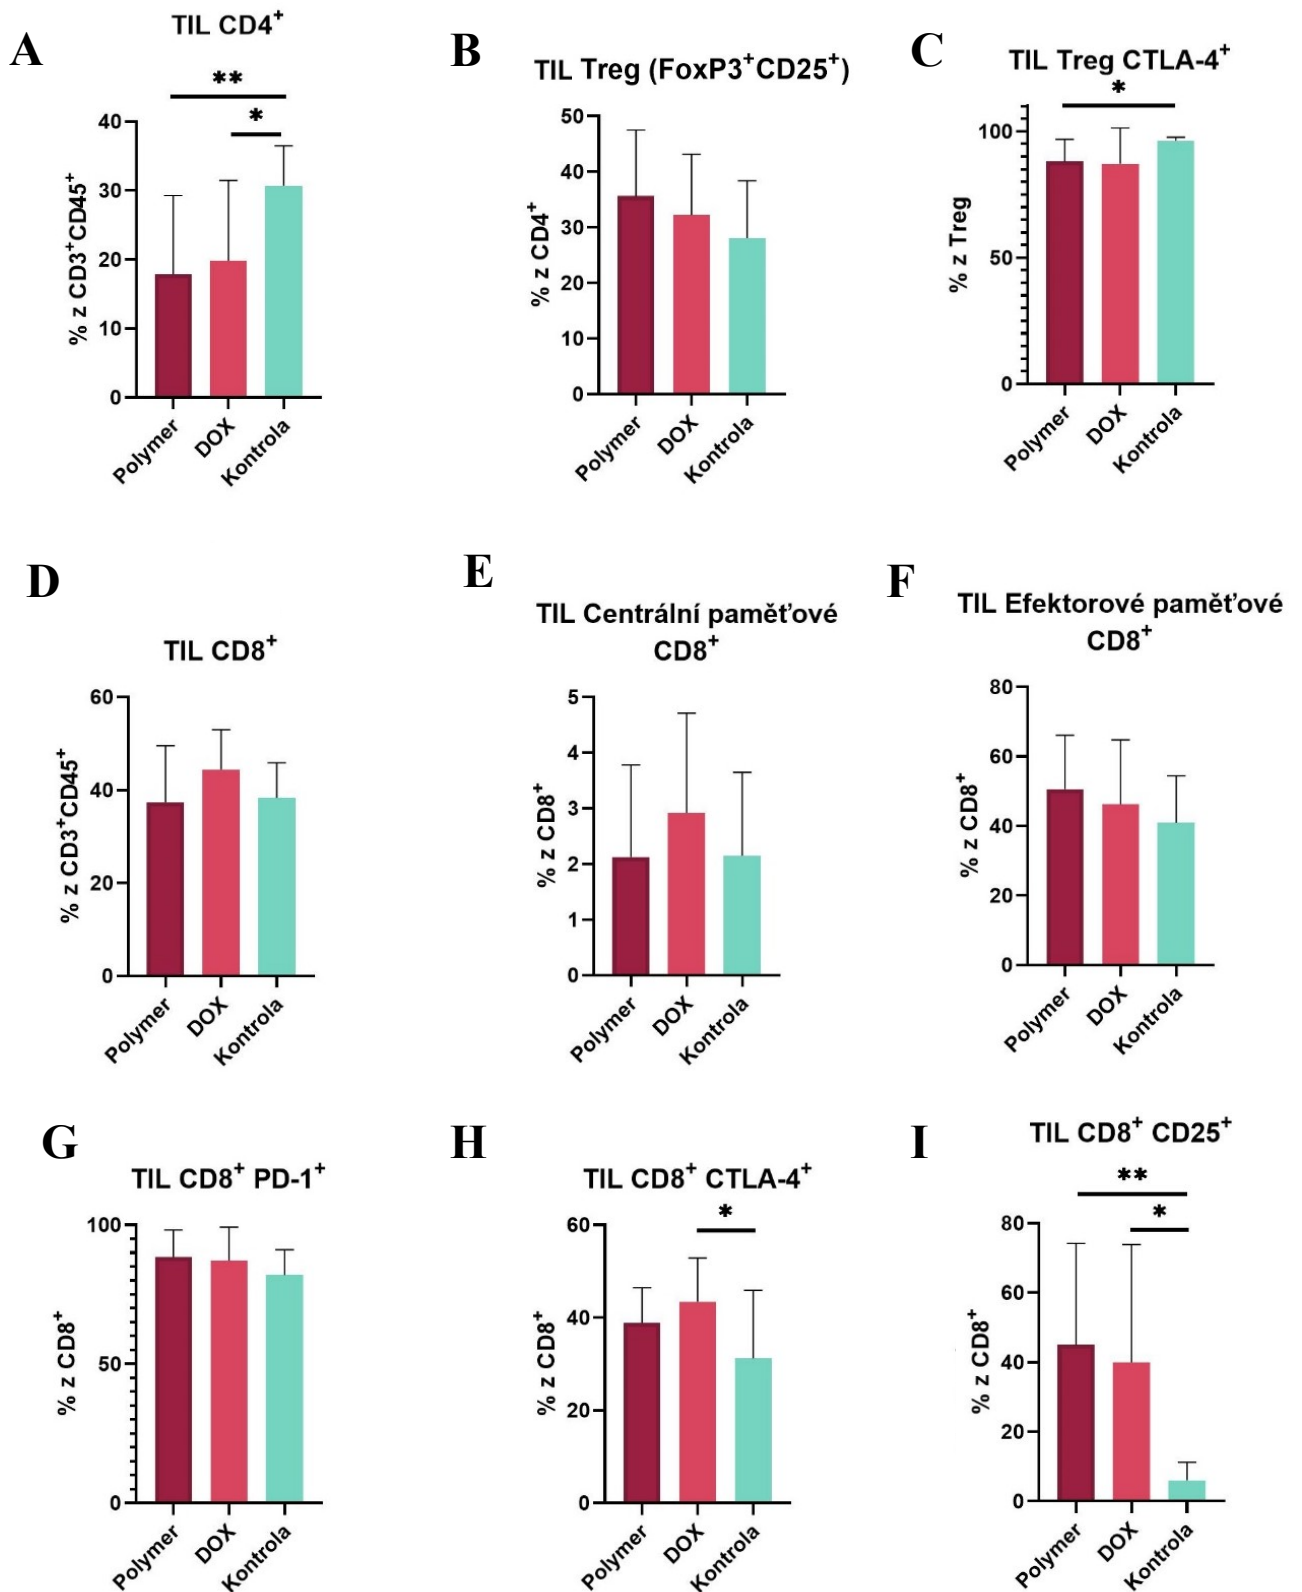 A
TIL CD4+
**
*
40
30
20
10
0
% z CD3+CD45+
Polymer
DOX
Kontrola
B
TIL Treg (FoxP3+CD25+)
50
40
30
20
10
0
% z CD4+
Polymer
DOX
Kontrola
C
TIL Treg CTLA-4+
*
100
50
0
% z Treg
Polymer
DOX
Kontrola
D
TIL CD8+
60
40
20
0
% z CD3+CD45+
Polymer
DOX
Kontrola
E
TIL Centrální paměťové
CD8+
5
4
3
2
1
0
% z CD8+
Polymer
DOX
Kontrola
F
TIL Efektorové paměťové
CD8+
80
60
40
20
0
% z CD8+
Polymer
DOX
Kontrola
G
TIL CD8+ PD-1+
100
50
0
% z CD8+
Polymer
DOX
Kontrola
H
TIL CD8+ CTLA-4+
*
60
40
20
0
% z CD8+
Polymer
DOX
Kontrola
I
TIL CD8+ CD25+
**
*
80
60
40
20
0
% z CD8+
Polymer
DOX
Kontrola